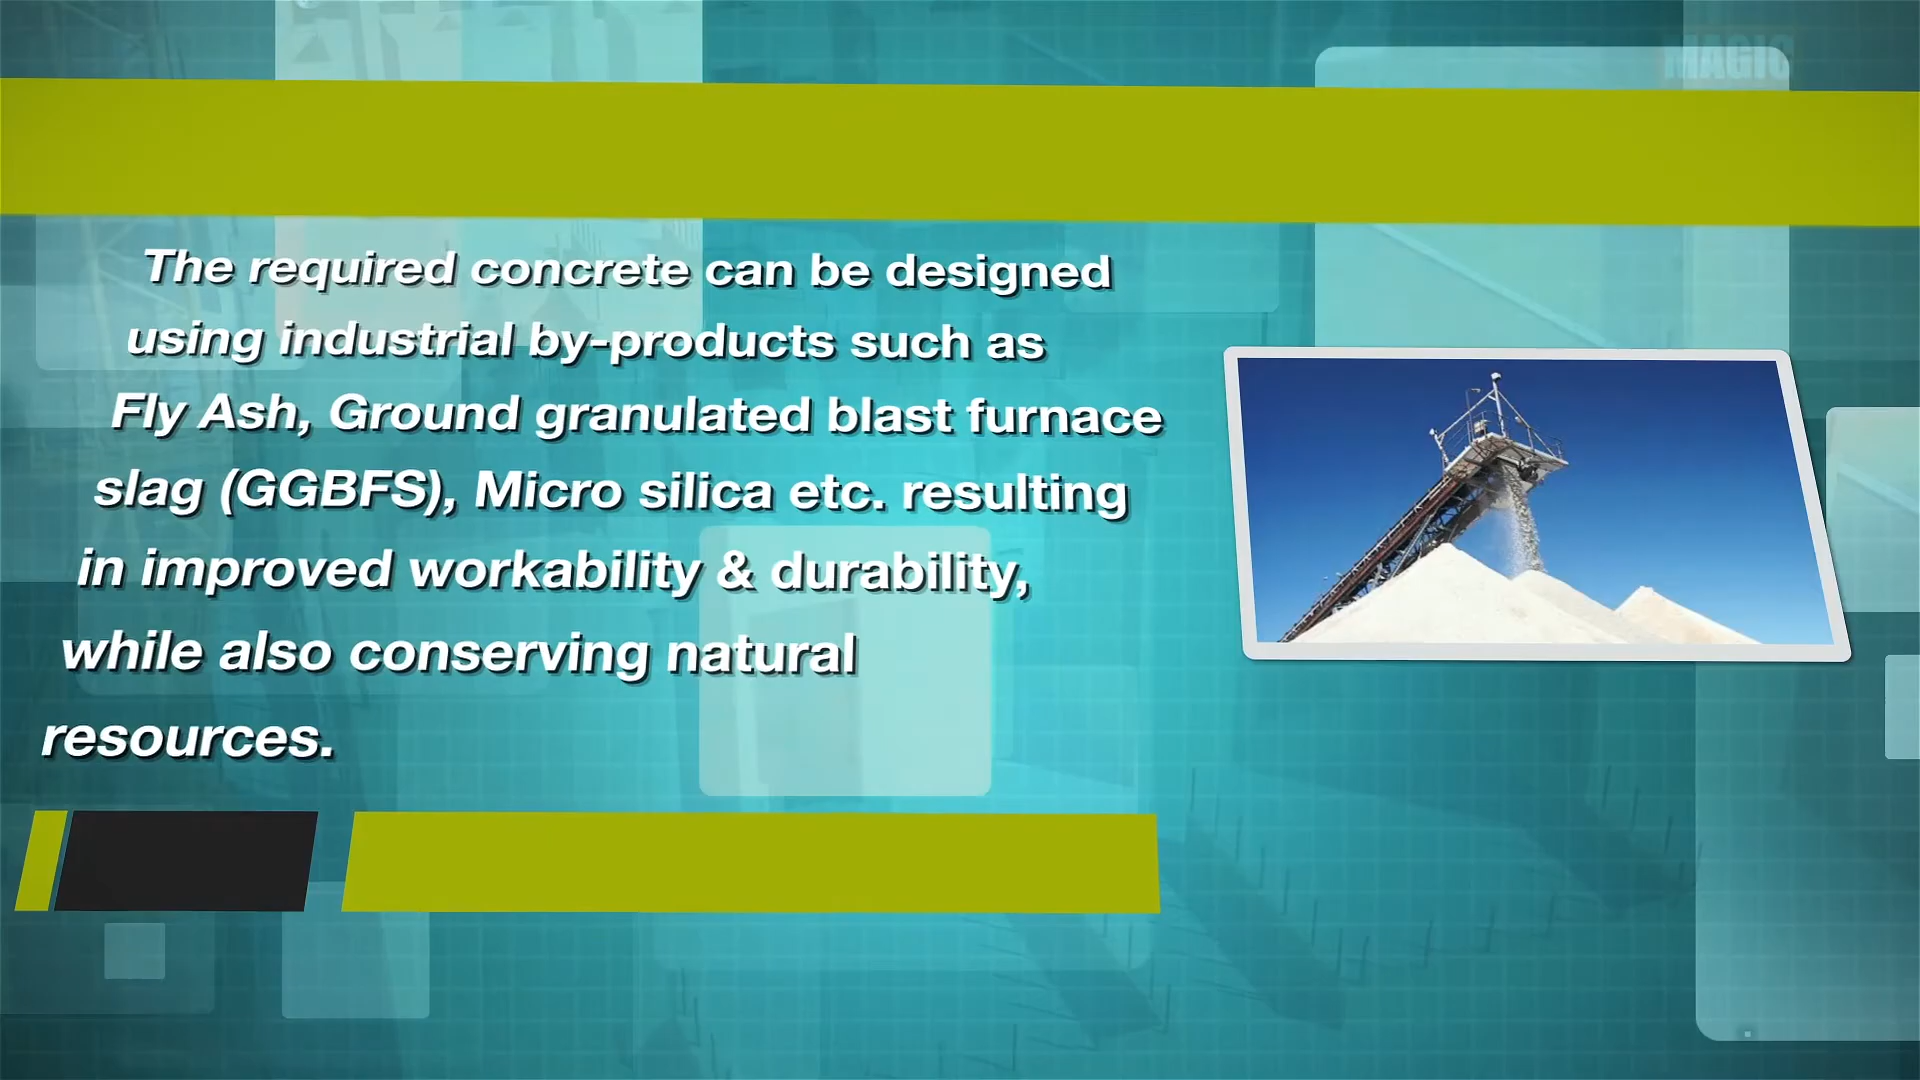 MAGIC
The required concrete can be designed
using industrial by-products such as
Fly Ash, Ground granulated blast furnace
slag (GGBFS), Micro silica etc. resulting
in improved workability & durability,
while also conserving natural
resources.